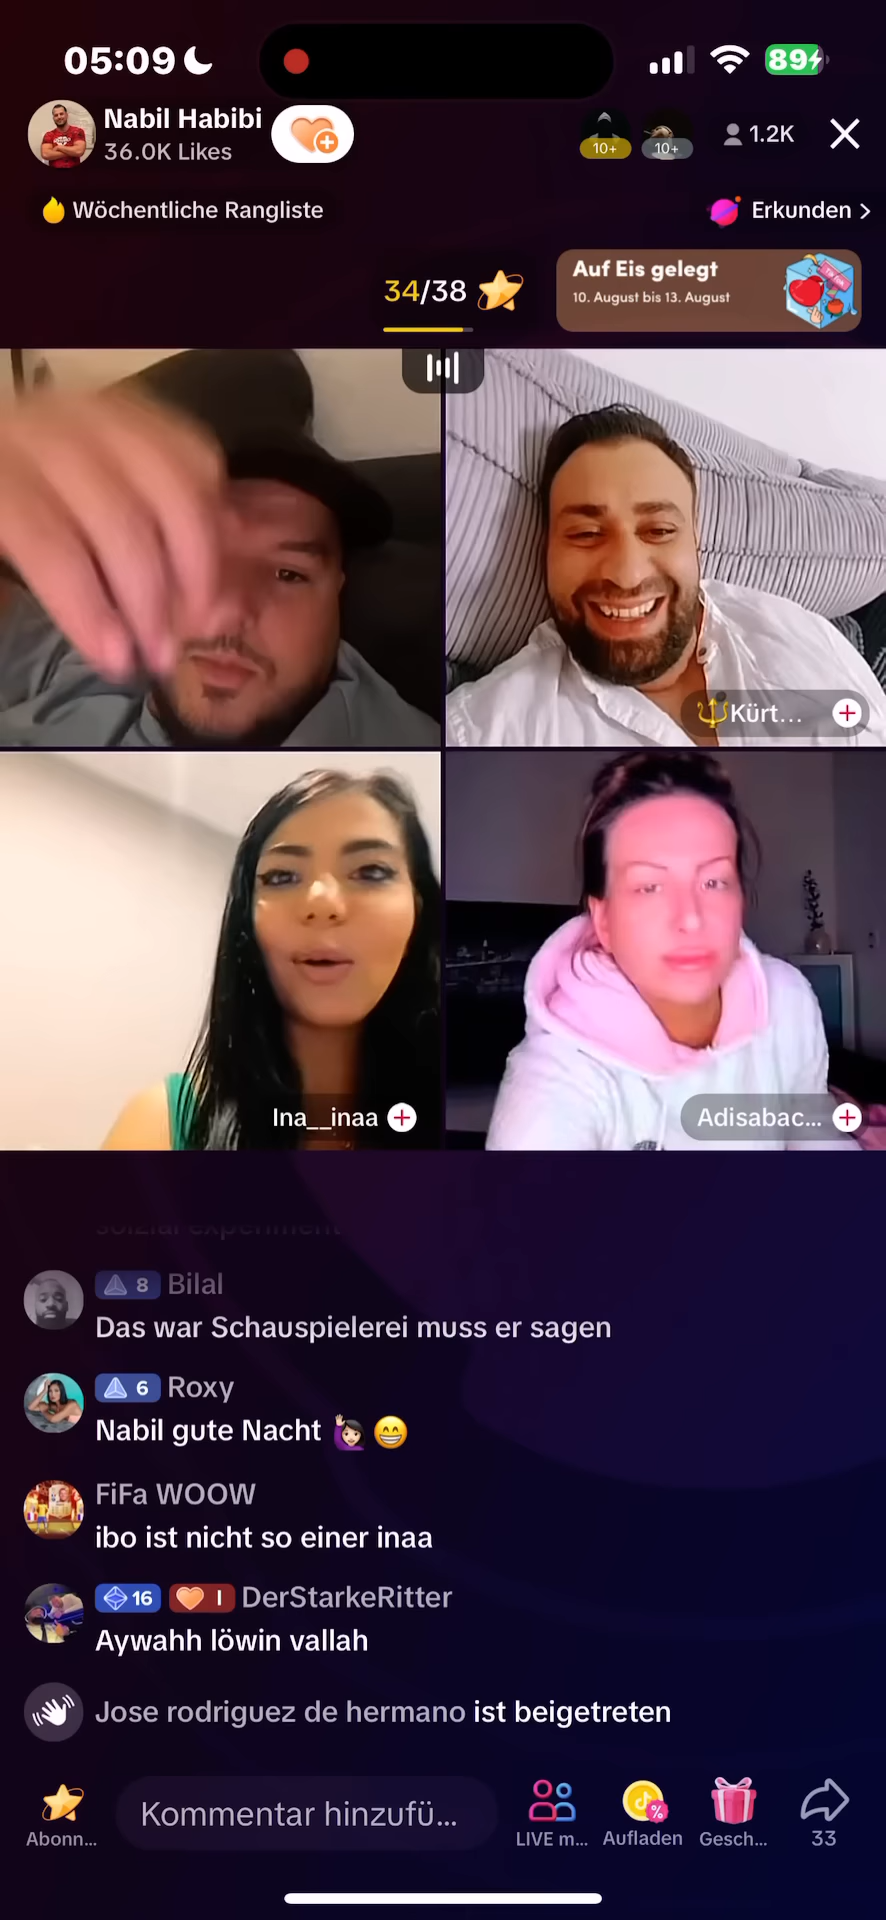 05:09
89
Nabil Habibi
36.0K Likes
10+
10+
1.2K
Wöchentliche Rangliste
Erkunden >
34/38
Auf Eis gelegt
10. August bis 13. August
Kürt...
Ina__inaa
Adisabac...
solzial experiment
8 Bilal
Das war Schauspielerei muss er sagen
6 Roxy
Nabil gute Nacht 🙋🏻‍♀️ 😁
FiFa WOOW
ibo ist nicht so einer inaa
16 I DerStarkeRitter
Aywahh löwin vallah
Jose rodriguez de hermano ist beigetreten
Abonn...
Kommentar hinzufü...
LIVE m...
Aufladen
Gesch...
33